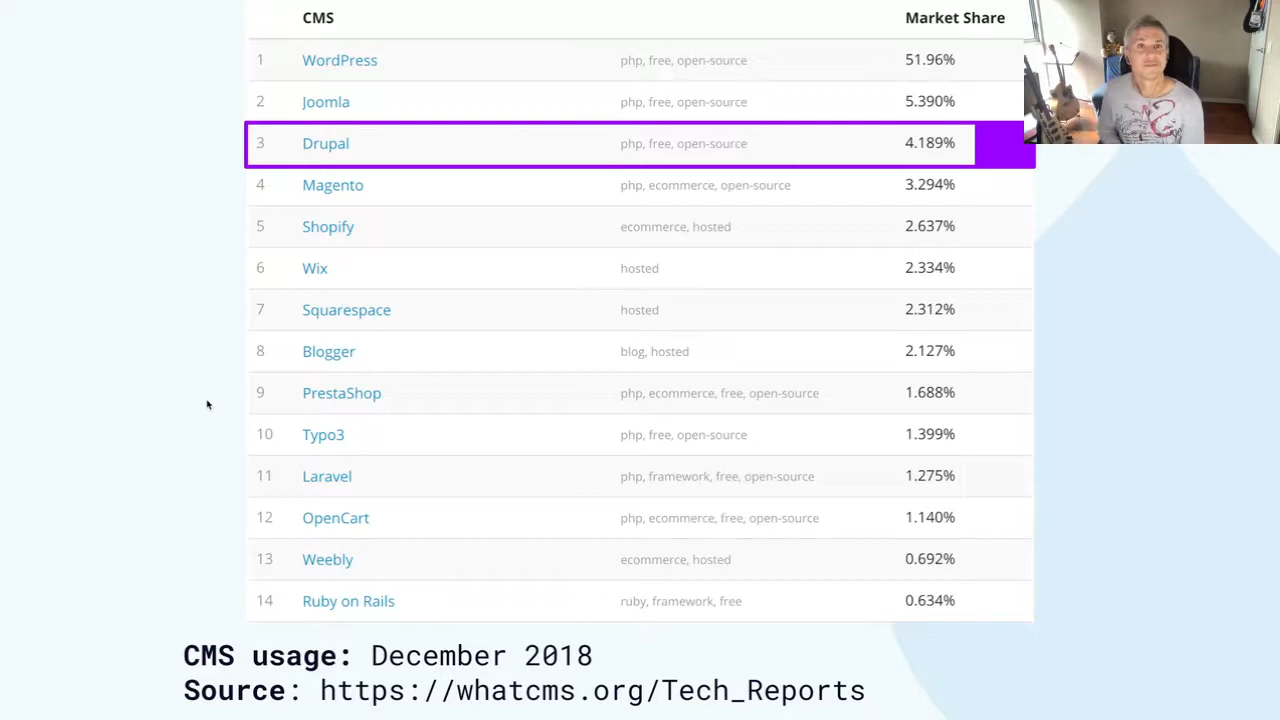 CMS Market Share
1 WordPress php, free, open-source 51.96%
2 Joomla php, free, open-source 5.390%
3 Drupal php, free, open-source 4.189%
4 Magento php, ecommerce, open-source 3.294%
5 Shopify ecommerce, hosted 2.637%
6 Wix hosted 2.334%
7 Squarespace hosted 2.312%
8 Blogger blog, hosted 2.127%
9 PrestaShop php, ecommerce, free, open-source 1.688%
10 Typo3 php, free, open-source 1.399%
11 Laravel php, framework, free, open-source 1.275%
12 OpenCart php, ecommerce, free, open-source 1.140%
13 Weebly ecommerce, hosted 0.692%
14 Ruby on Rails ruby, framework, free 0.634%
CMS usage: December 2018
Source: https://whatcms.org/Tech_Reports